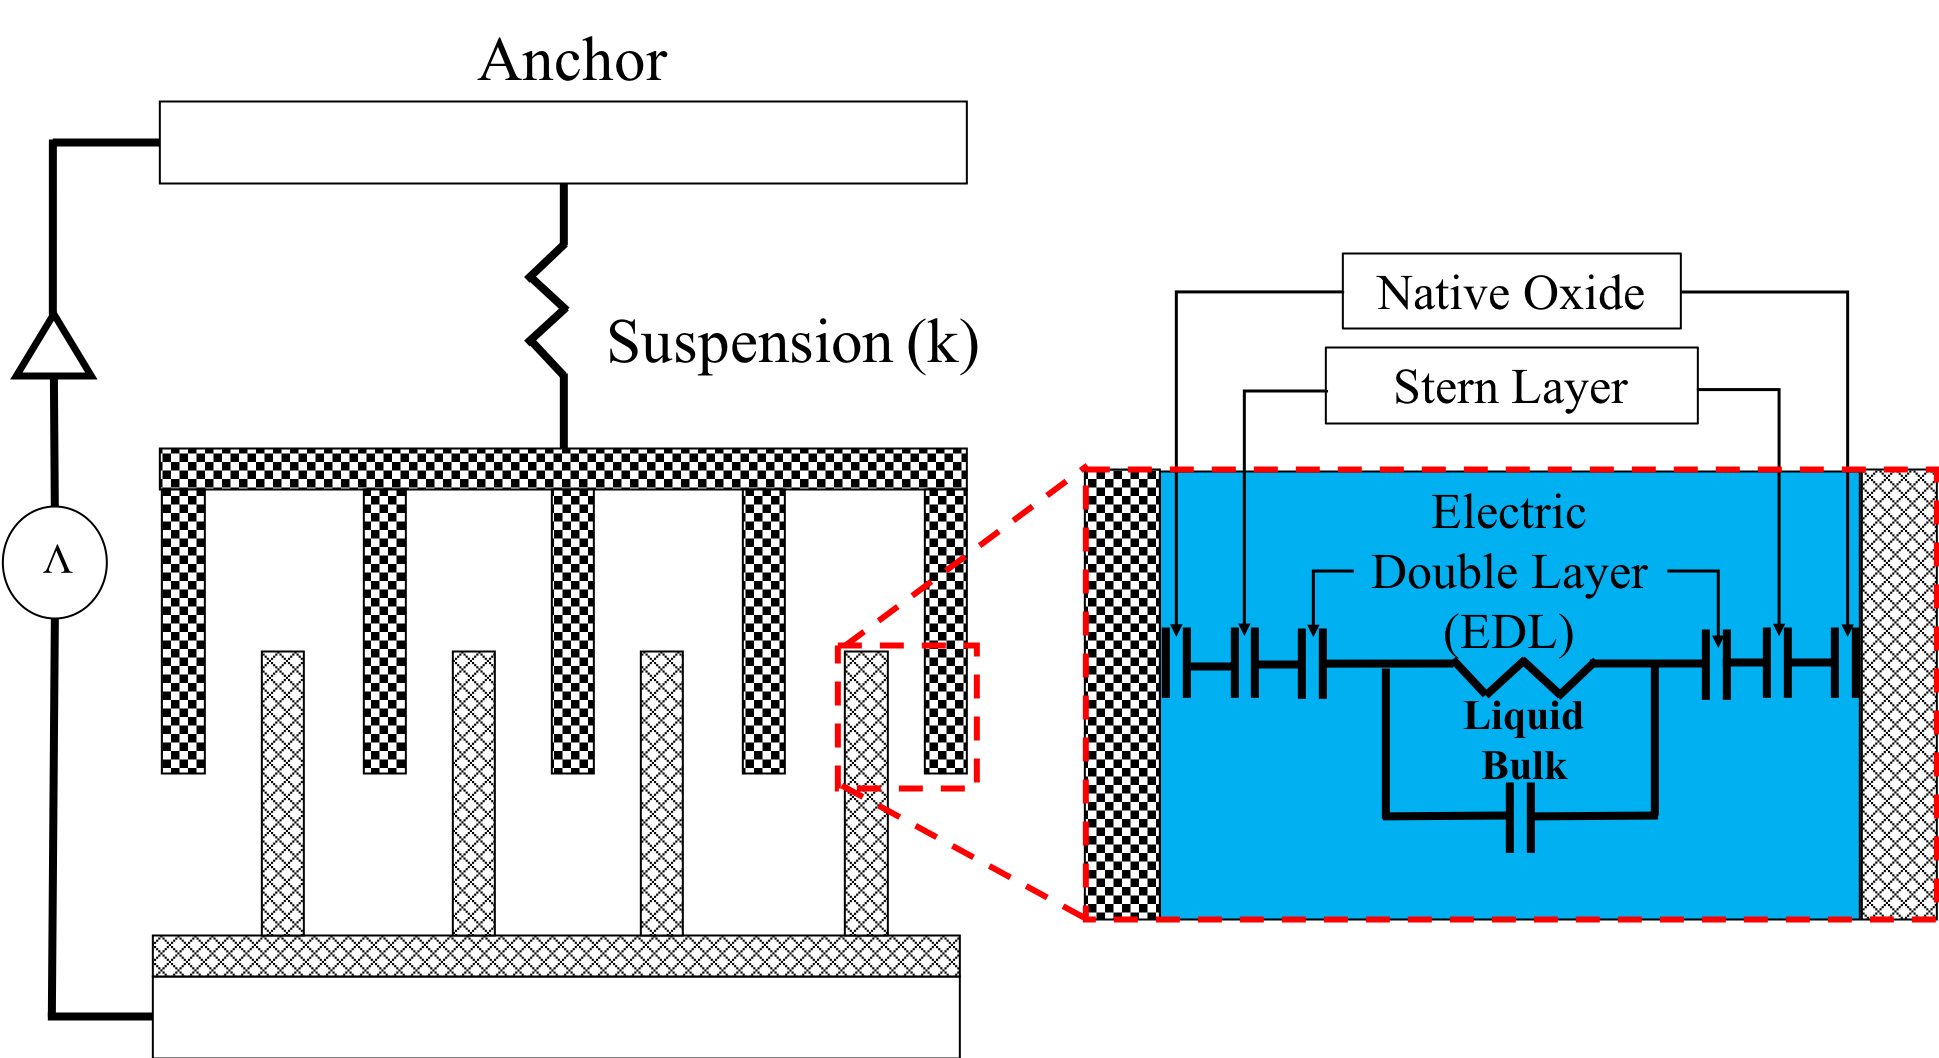 Anchor
Suspension (k)
Λ
Native Oxide
Stern Layer
Electric
Double Layer
(EDL)
Liquid
Bulk